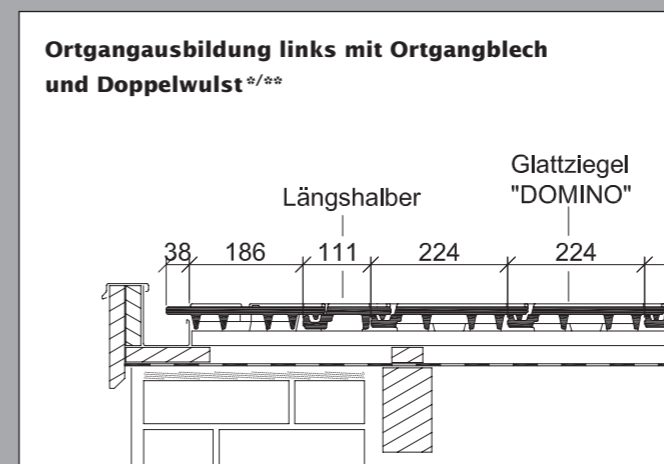 Ortgangausbildung links mit Ortgangblech
und Doppelwulst*/**
Glattziegel
"DOMINO"
Längshalber
38 186 111 224 224